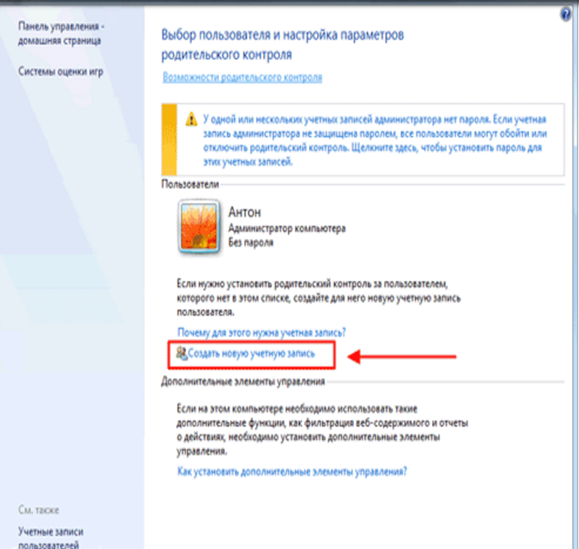 Панель управления -
домашняя страница
Системы оценки игр
Выбор пользователя и настройка параметров
родительского контроля
Возможности родительского контроля
У одной или нескольких учетных записей администратора нет пароля. Если учетная
запись администратора не защищена паролем, все пользователи могут обойти или
отключить родительский контроль. Щелкните здесь, чтобы установить пароль для
этих учетных записей.
Пользователи
Антон
Администратор компьютера
Без пароля
Если нужно установить родительский контроль за пользователем,
которого нет в этом списке, создайте для него новую учетную запись
пользователя.
Почему для этого нужна учетная запись?
Создать новую учетную запись
Дополнительные элементы управления
Если на этом компьютере необходимо использовать такие
дополнительные функции, как фильтрация веб-содержимого и отчеты
о действиях, необходимо установить дополнительные элементы
управления.
Как установить дополнительные элементы управления?
См. также
Учетные записи
пользователей